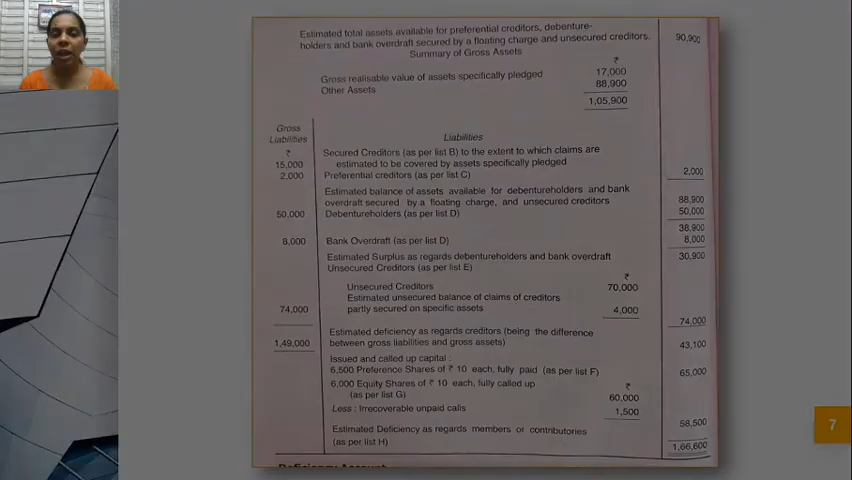 Estimated total assets available for preferential creditors, debenture-
holders and bank overdraft secured by a floating charge and unsecured creditors. 90,900
Summary of Gross Assets
₹
Gross realisable value of assets specifically pledged 17,000
Other Assets 88,900
1,05,900
Gross
Liabilities Liabilities
₹ Secured Creditors (as per list B) to the extent to which claims are
15,000 estimated to be covered by assets specifically pledged
2,000 Preferential creditors (as per list C) 2,000
Estimated balance of assets available for debentureholders and bank
overdraft secured by a floating charge, and unsecured creditors 88,900
50,000 Debentureholders (as per list D) 50,000
38,900
8,000 Bank Overdraft (as per list D) 8,000
Estimated Surplus as regards debentureholders and bank overdraft 30,900
Unsecured Creditors (as per list E) ₹
Unsecured Creditors 70,000
Estimated unsecured balance of claims of creditors
74,000 partly secured on specific assets 4,000
74,000
Estimated deficiency as regards creditors (being the difference
1,49,000 between gross liabilities and gross assets) 43,100
Issued and called up capital :
6,500 Preference Shares of ₹ 10 each, fully paid (as per list F) 65,000
6,000 Equity Shares of ₹ 10 each, fully called up ₹
(as per list G) 60,000
Less : Irrecoverable unpaid calls 1,500
58,500
Estimated Deficiency as regards members or contributories
(as per list H) 1,66,600
Deficiency Account
7